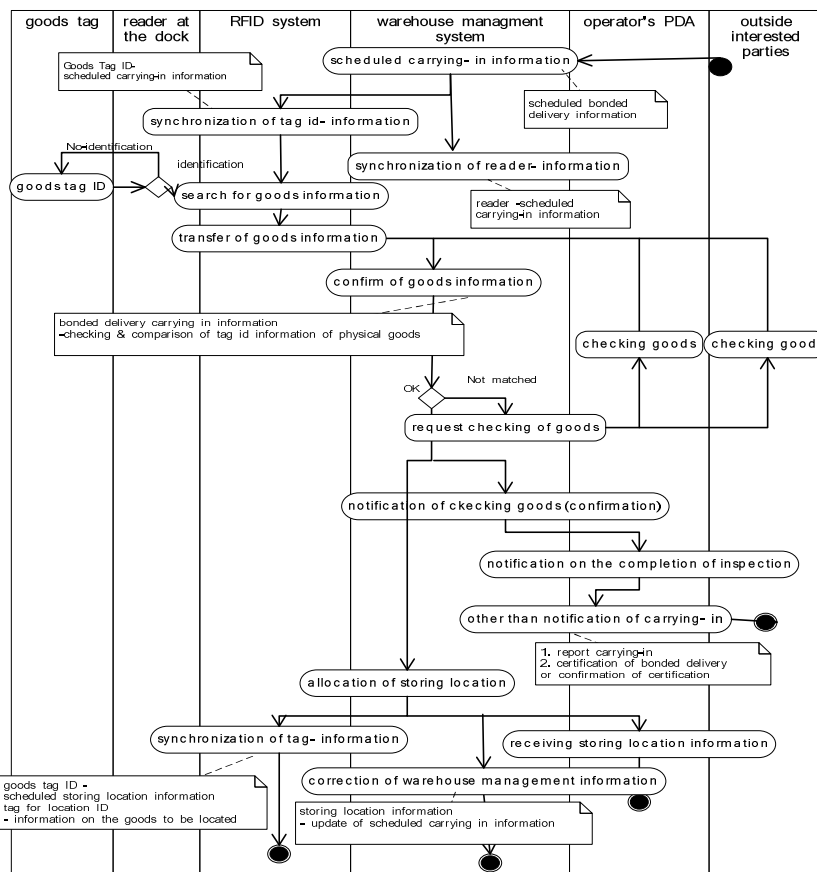 goods tag
reader at
the dock
RFID system
warehouse managment
system
operator's PDA
outside
interested
parties
Goods Tag ID-
scheduled carrying-in information
scheduled carrying- in information
scheduled bonded
delivery information
synchronization of tag id- information
No-identification
identification
synchronization of reader- information
goods tag ID
search for goods information
reader -scheduled
carrying-in information
transfer of goods information
confirm of goods information
bonded delivery carrying in information
-checking & comparison of tag id information of physical goods
checking goods
checking good
Not matched
OK
request checking of goods
notification of ckecking goods (confirmation)
notification on the completion of inspection
other than notification of carrying- in
1. report carrying-in
2. certification of bonded delivery
or confirmation of certification
allocation of storing location
synchronization of tag- information
receiving storing location information
correction of warehouse management information
goods tag ID -
scheduled storing location information
tag for location ID
- information on the goods to be located
storing location information
- update of scheduled carrying in information